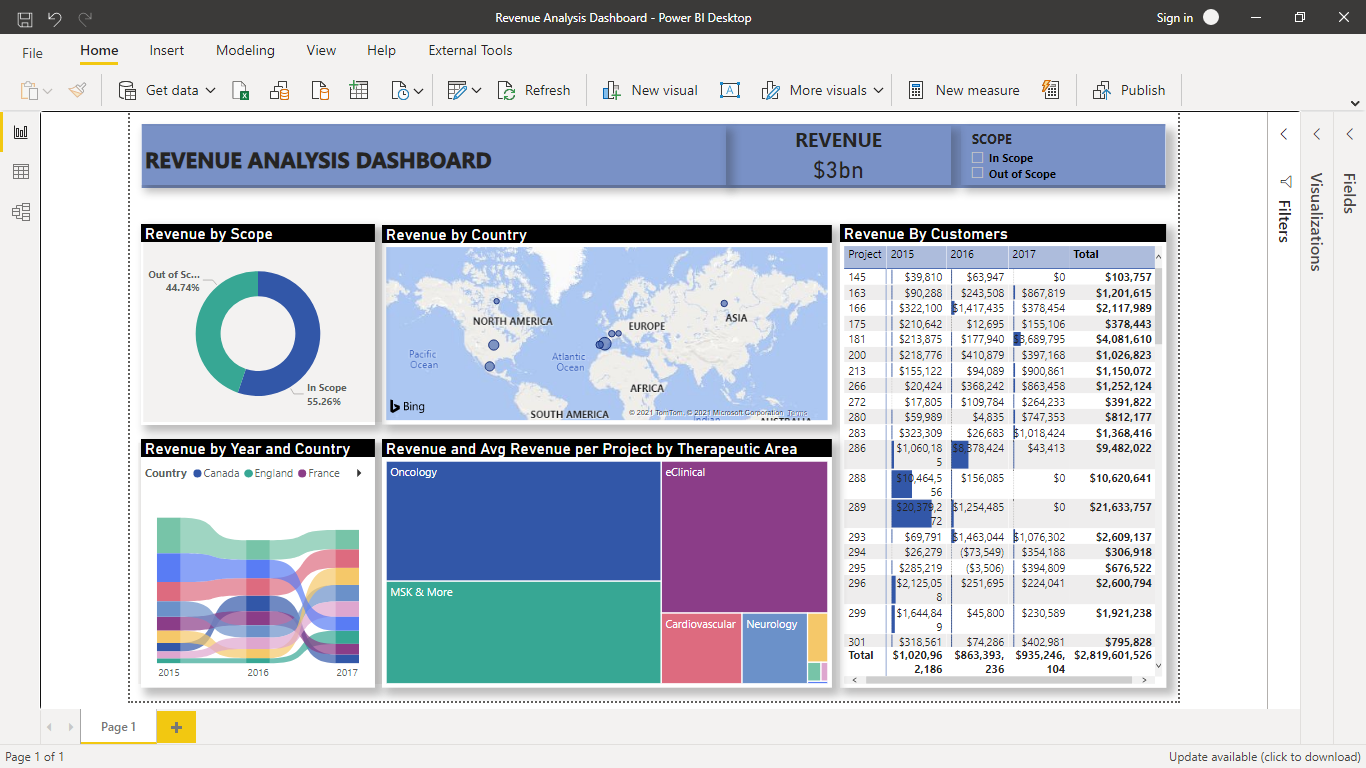 Revenue Analysis Dashboard - Power BI Desktop
Sign in
File
Home
Insert
Modeling
View
Help
External Tools
Get data
Refresh
New visual
More visuals
New measure
Publish
REVENUE ANALYSIS DASHBOARD
REVENUE
$3bn
SCOPE
In Scope
Out of Scope
Filters
Visualizations
Fields
Revenue by Scope
Out of Sc...
44.74%
In Scope
55.26%
Revenue by Country
NORTH AMERICA
EUROPE
ASIA
Pacific
Ocean
Atlantic
Ocean
AFRICA
Bing
SOUTH AMERICA
© 2021 TomTom, © 2021 Microsoft Corporation Terms
Indian
AUSTRALIA
Revenue By Customers
Project 2015 2016 2017 Total
145 $39,810 $63,947 $0 $103,757
163 $90,288 $243,508 $867,819 $1,201,615
166 $322,100 $1,417,435 $378,454 $2,117,989
175 $210,642 $12,695 $155,106 $378,443
181 $213,875 $177,940 $3,689,795 $4,081,610
200 $218,776 $410,879 $397,168 $1,026,823
213 $155,122 $94,089 $900,861 $1,150,072
266 $20,424 $368,242 $863,458 $1,252,124
272 $17,805 $109,784 $264,233 $391,822
280 $59,989 $4,835 $747,353 $812,177
283 $323,309 $26,683 $1,018,424 $1,368,416
286 $1,060,18 $8,378,424 $43,413 $9,482,022
5
288 $10,464,5 $156,085 $0 $10,620,641
56
289 $20,379,2 $1,254,485 $0 $21,633,757
72
293 $69,791 $1,463,044 $1,076,302 $2,609,137
294 $26,279 ($73,549) $354,188 $306,918
295 $285,219 ($3,506) $394,809 $676,522
296 $2,125,05 $251,695 $224,041 $2,600,794
8
299 $1,644,84 $45,800 $230,589 $1,921,238
9
301 $318,561 $74,286 $402,981 $795,828
Total $1,020,96 $863,393, $935,246, $2,819,601,526
2,186 236 104
Revenue by Year and Country
Country Canada England France
2015 2016 2017
Revenue and Avg Revenue per Project by Therapeutic Area
Oncology
eClinical
MSK & More
Cardiovascular
Neurology
Page 1
Page 1 of 1
Update available (click to download)